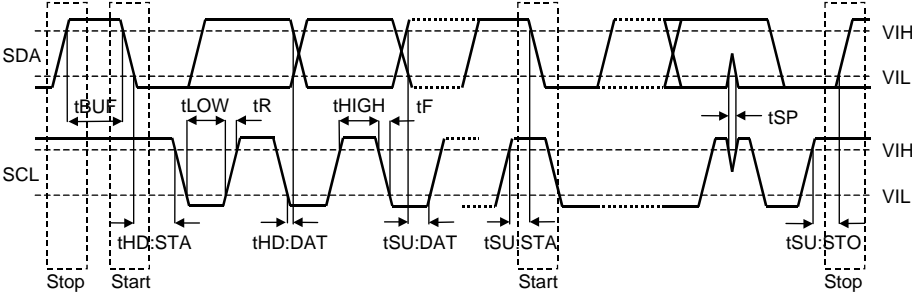 VIH
SDA
VIL
tBUF tLOW tR tHIGH tF
tSP
VIH
SCL
VIL
tHD:STA tHD:DAT tSU:DAT tSU:STA tSU:STO
Stop Start Start Stop